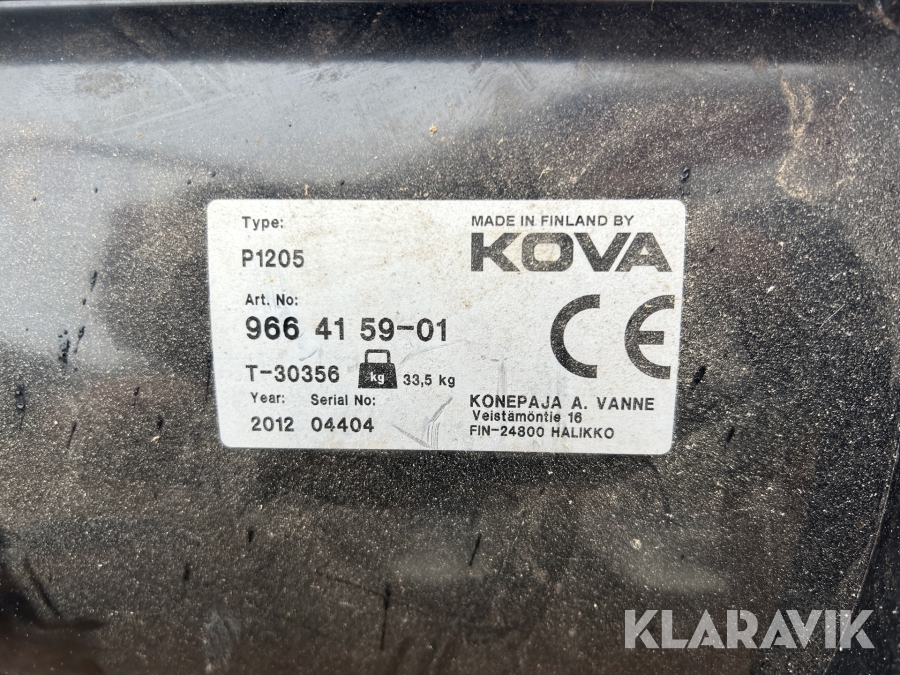 Type:
P1205
Art. No:
966 41 59-01
T-30356 kg 33,5 kg
Year: Serial No:
2012 04404
MADE IN FINLAND BY
KOVA
CE
KONEPAJA A. VANNE
Veistämöntie 16
FIN-24800 HALIKKO
KLARAVIK